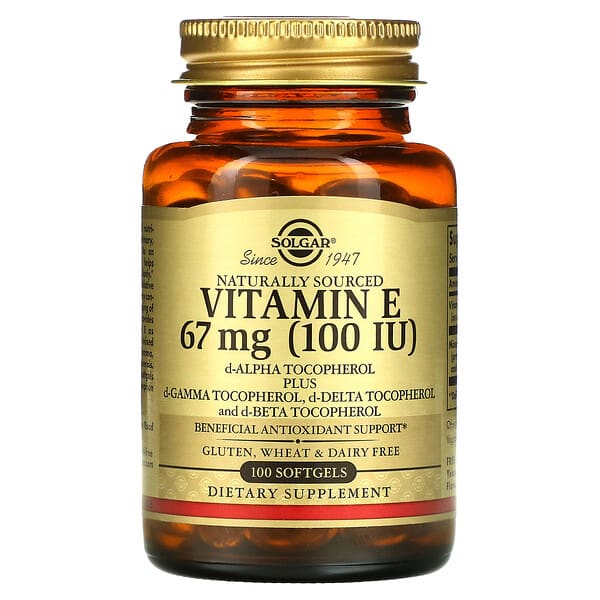 SOLGAR®
Since 1947
NATURALLY SOURCED
VITAMIN E
67 mg (100 IU)
d-ALPHA TOCOPHEROL
PLUS
d-GAMMA TOCOPHEROL, d-DELTA TOCOPHEROL
and d-BETA TOCOPHEROL
BENEFICIAL ANTIOXIDANT SUPPORT*
GLUTEN, WHEAT & DAIRY FREE
100 SOFTGELS
DIETARY SUPPLEMENT